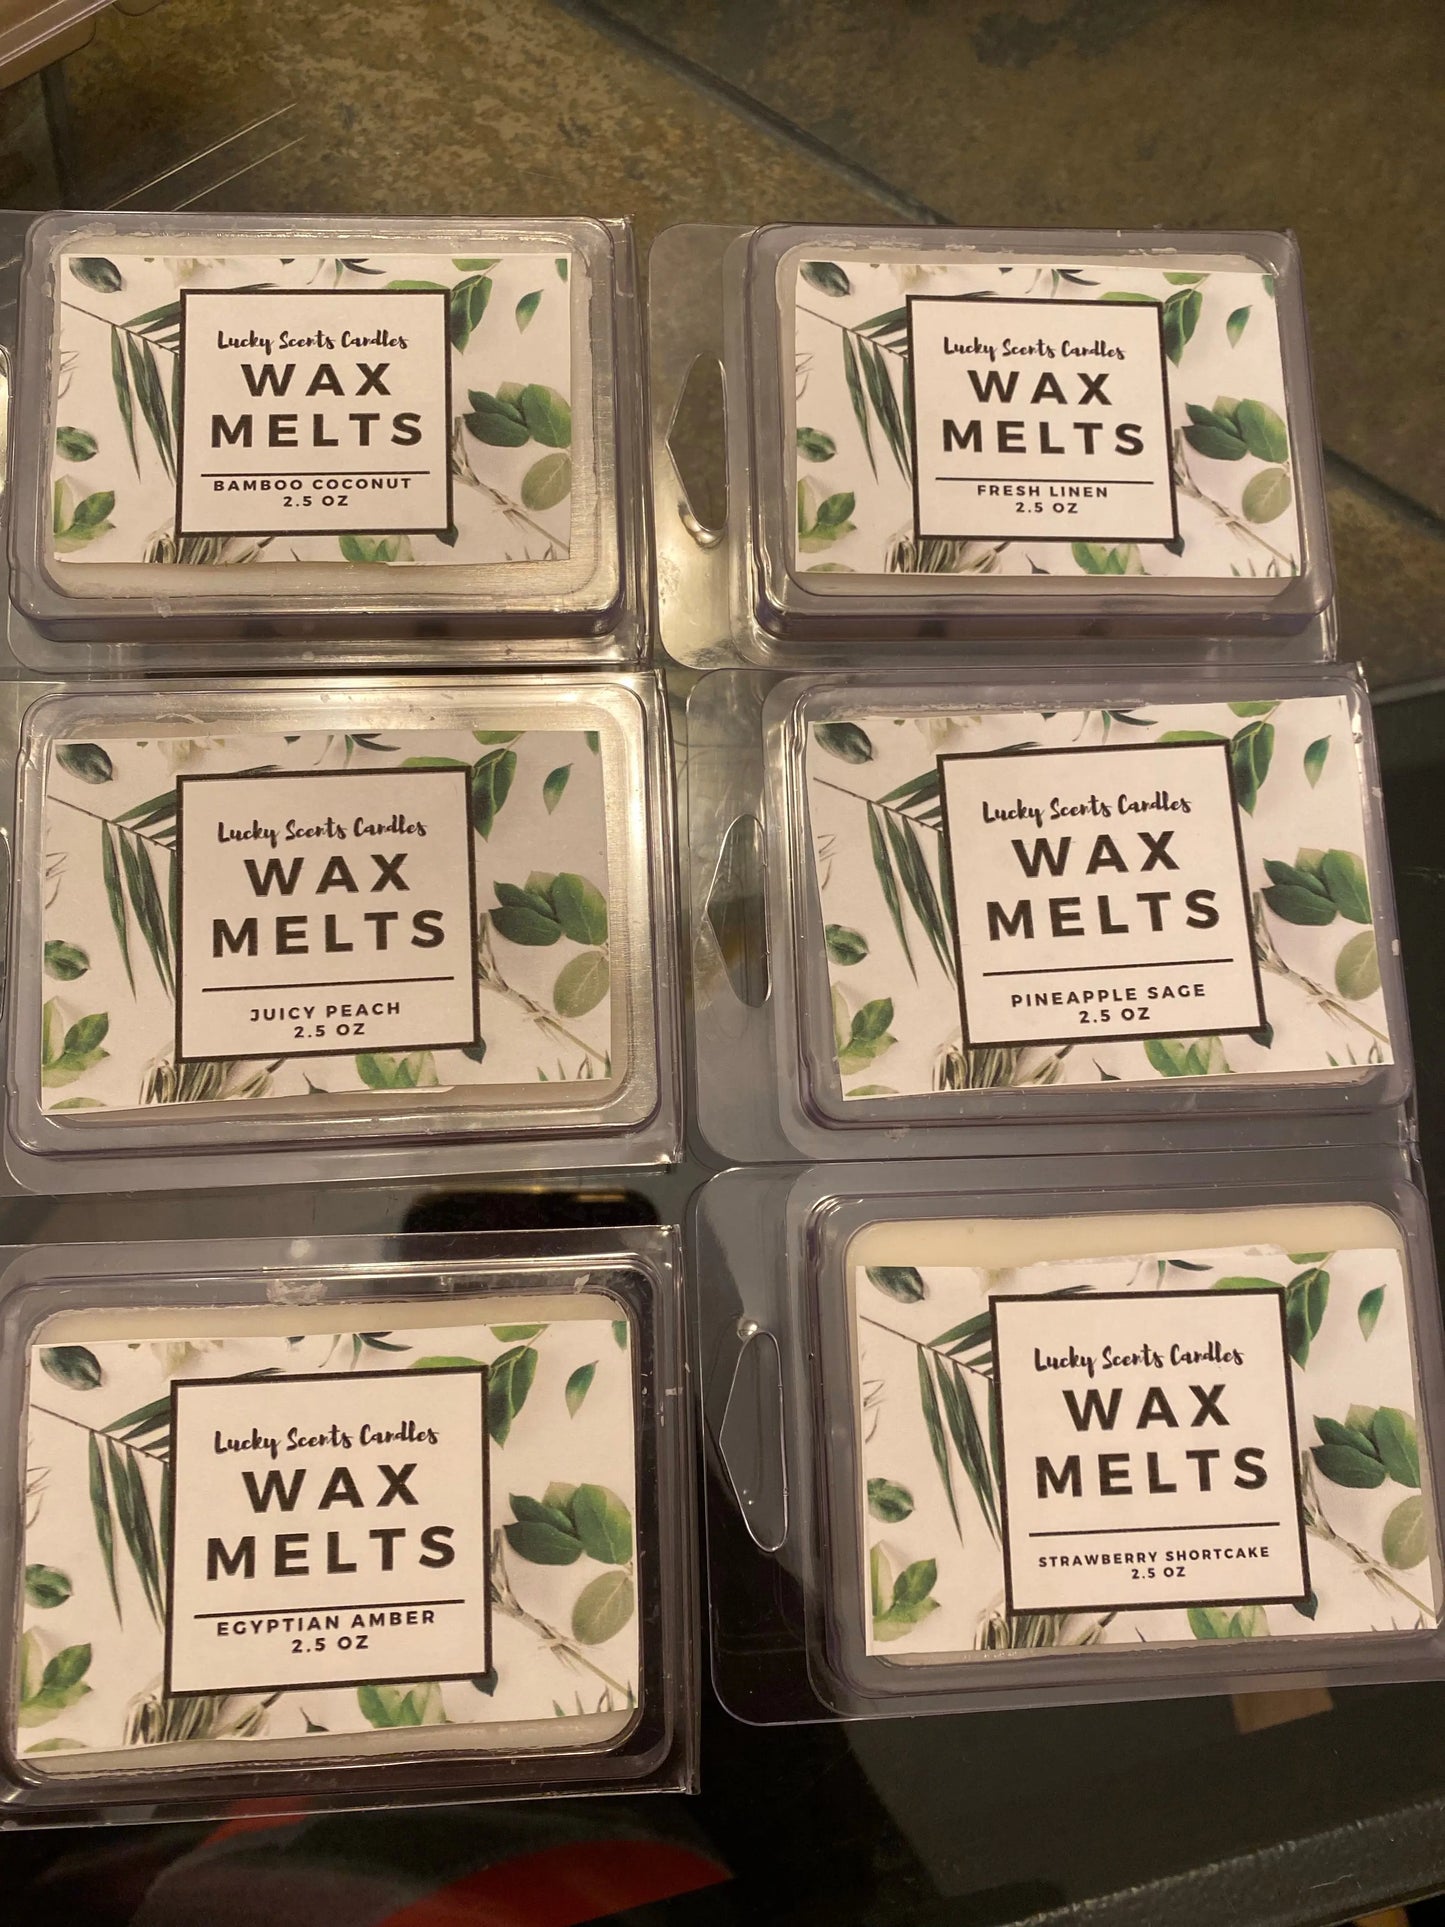 Lucky Scents Candles
WAX
MELTS
BAMBOO COCONUT
2.5 OZ
Lucky Scents Candles
WAX
MELTS
FRESH LINEN
2.5 OZ
Lucky Scents Candles
WAX
MELTS
JUICY PEACH
2.5 OZ
Lucky Scents Candles
WAX
MELTS
PINEAPPLE SAGE
2.5 OZ
Lucky Scents Candles
WAX
MELTS
EGYPTIAN AMBER
2.5 OZ
Lucky Scents Candles
WAX
MELTS
STRAWBERRY SHORTCAKE
2.5 OZ